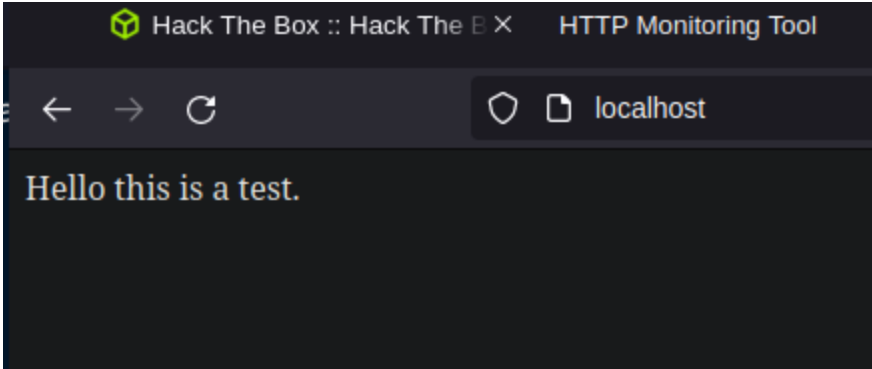 Hack The Box :: Hack The B HTTP Monitoring Tool
localhost
Hello this is a test.